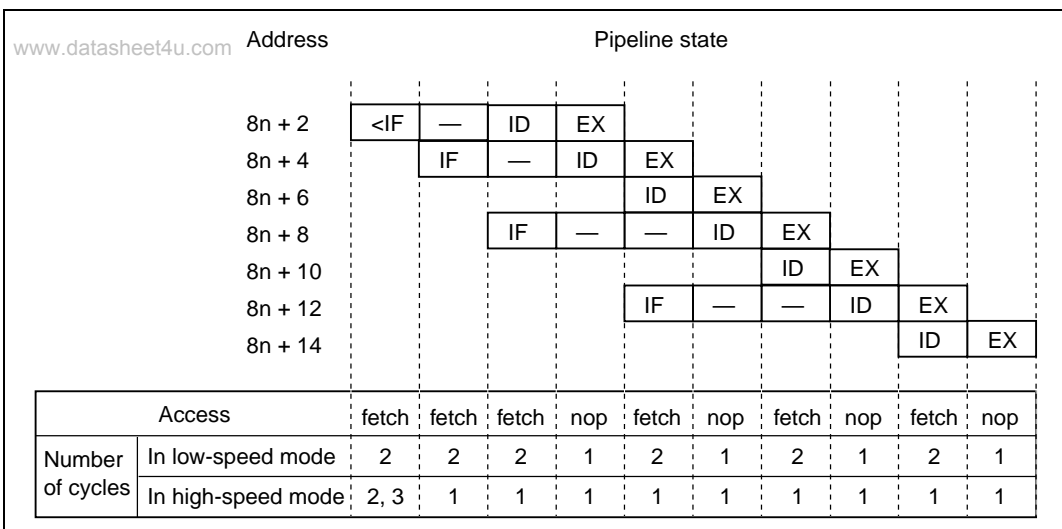 www.datasheet4u.com
Address Pipeline state
8n + 2 <IF — ID EX
8n + 4 IF — ID EX
8n + 6 ID EX
8n + 8 IF — — ID EX
8n + 10 ID EX
8n + 12 IF — — ID EX
8n + 14 ID EX
Access fetch fetch fetch nop fetch nop fetch nop fetch nop
Number of cycles
In low-speed mode 2 2 2 1 2 1 2 1 2 1
In high-speed mode 2, 3 1 1 1 1 1 1 1 1 1